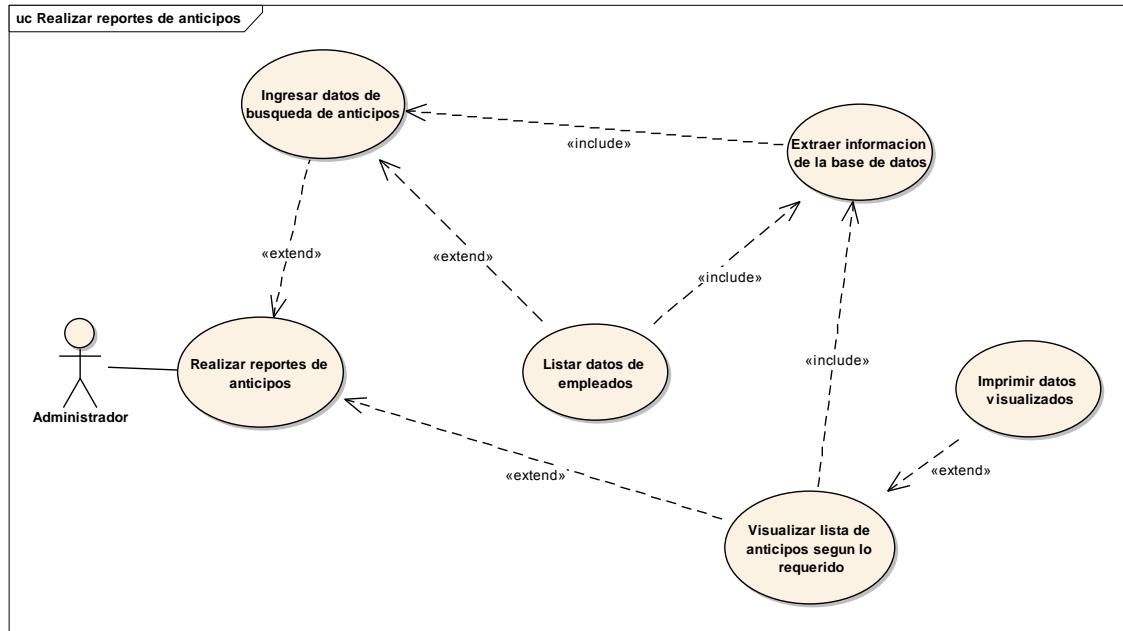 uc Realizar reportes de anticipos
Ingresar datos de
busqueda de anticipos
Extraer informacion
de la base de datos
«include»
«extend»
«extend»
«include»
Realizar reportes de
anticipos
Listar datos de
empleados
«include»
Imprimir datos
visualizados
Administrador
«extend»
«extend»
Visualizar lista de
anticipos segun lo
requerido